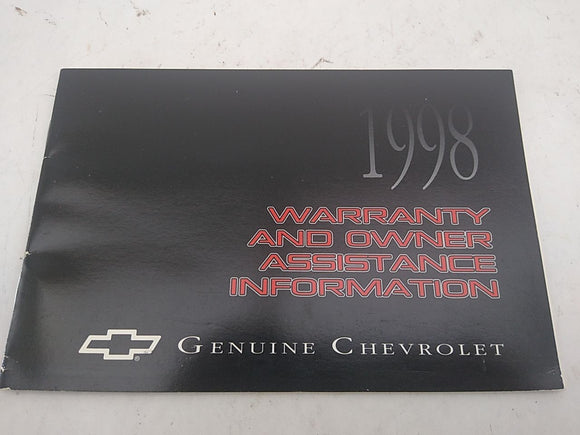 1998
WARRANTY
AND OWNER
ASSISTANCE
INFORMATION
® GENUINE CHEVROLET